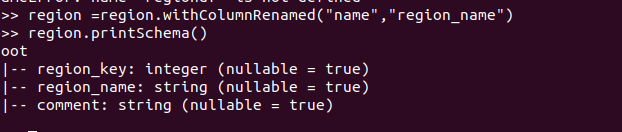 >> region =region.withColumnRenamed("name","region_name")
>> region.printSchema()
oot
|-- region_key: integer (nullable = true)
|-- region_name: string (nullable = true)
|-- comment: string (nullable = true)